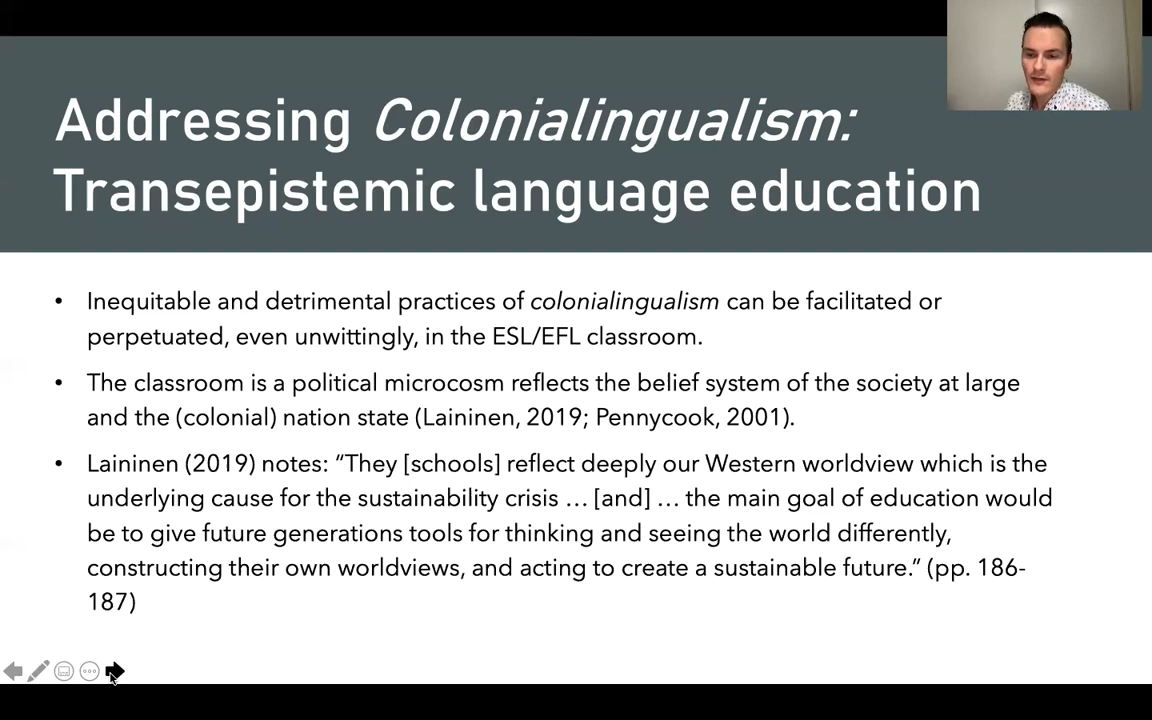 Addressing Colonialingualism:
Transepistemic language education
• Inequitable and detrimental practices of colonialingualism can be facilitated or
perpetuated, even unwittingly, in the ESL/EFL classroom.
• The classroom is a political microcosm reflects the belief system of the society at large
and the (colonial) nation state (Laininen, 2019; Pennycook, 2001).
• Laininen (2019) notes: “They [schools] reflect deeply our Western worldview which is the
underlying cause for the sustainability crisis … [and] … the main goal of education would
be to give future generations tools for thinking and seeing the world differently,
constructing their own worldviews, and acting to create a sustainable future.” (pp. 186-
187)